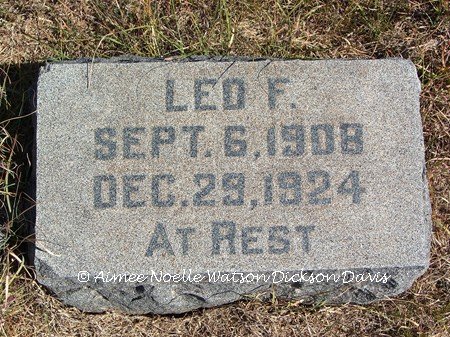 LEO F.
SEPT. 6, 1908
DEC. 29, 1924
AT REST
© Aimee Noelle Watson Dickson Davis